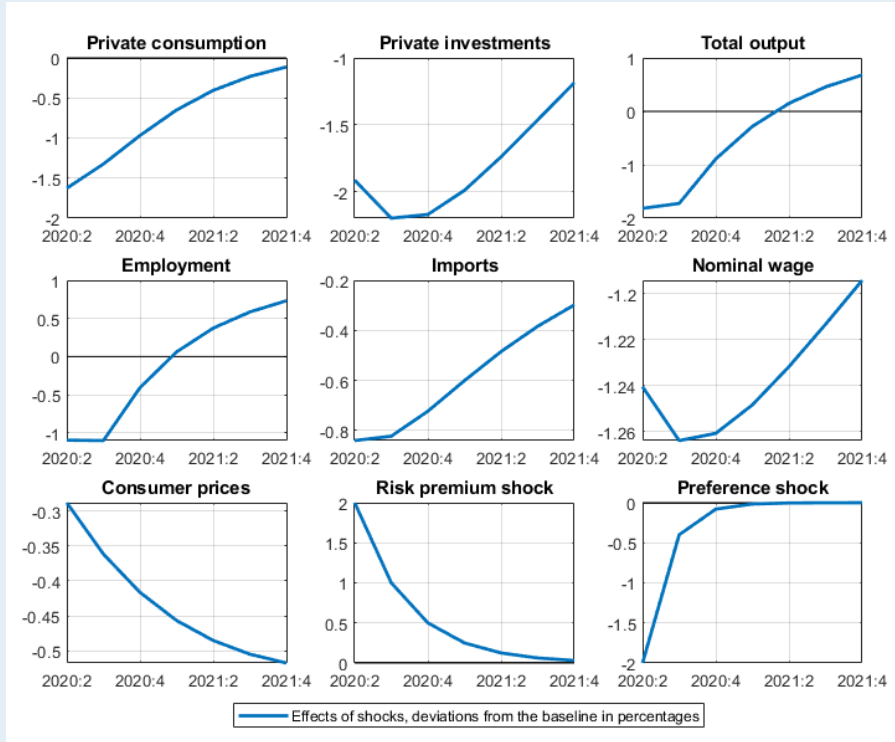 Private consumption
0
-0.5
-1
-1.5
-2
2020:2 2020:4 2021:2 2021:4
Private investments
-1
-1.5
-2
2020:2 2020:4 2021:2 2021:4
Total output
1
0
-1
-2
2020:2 2020:4 2021:2 2021:4
Employment
1
0.5
0
-0.5
-1
2020:2 2020:4 2021:2 2021:4
Imports
-0.2
-0.4
-0.6
-0.8
2020:2 2020:4 2021:2 2021:4
Nominal wage
-1.2
-1.22
-1.24
-1.26
2020:2 2020:4 2021:2 2021:4
Consumer prices
-0.3
-0.35
-0.4
-0.45
-0.5
2020:2 2020:4 2021:2 2021:4
Risk premium shock
2
1
0.5
0
2020:2 2020:4 2021:2 2021:4
Preference shock
0
-0.5
-1
-1.5
-2
2020:2 2020:4 2021:2 2021:4
Effects of shocks, deviations from the baseline in percentages